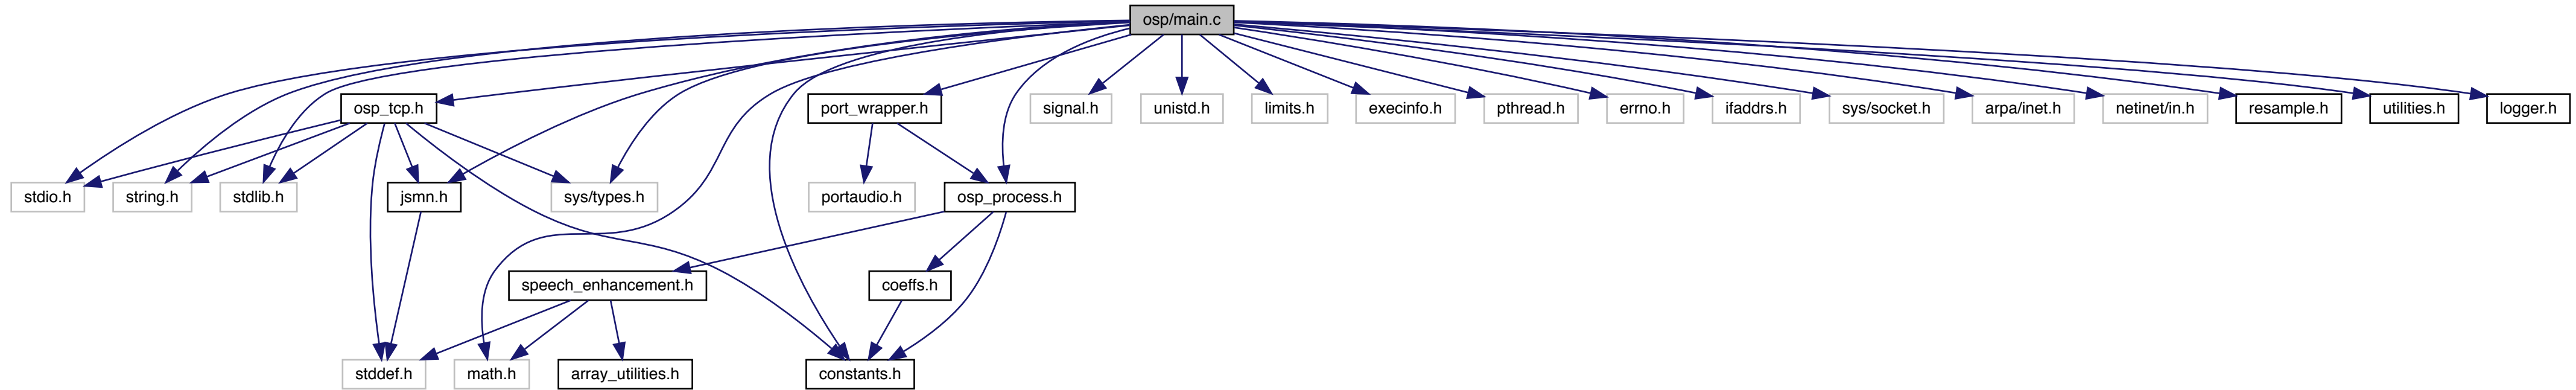 osp/main.c
osp_tcp.h
port_wrapper.h
signal.h
unistd.h
limits.h
execinfo.h
pthread.h
errno.h
ifaddrs.h
sys/socket.h
arpa/inet.h
netinet/in.h
resample.h
utilities.h
logger.h
stdio.h
string.h
stdlib.h
jsmn.h
sys/types.h
portaudio.h
osp_process.h
speech_enhancement.h
coeffs.h
stddef.h
math.h
array_utilities.h
constants.h